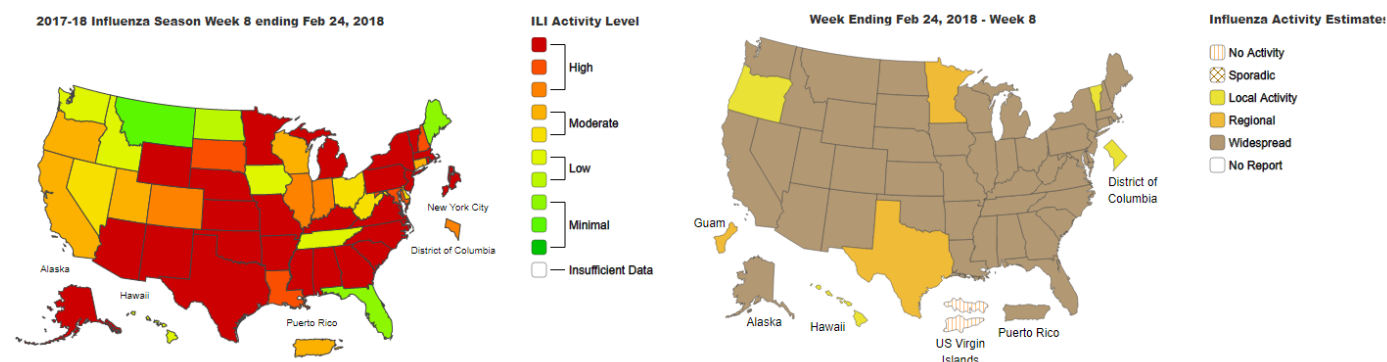 2017-18 Influenza Season Week 8 ending Feb 24, 2018
ILI Activity Level
High
Moderate
Low
Minimal
Insufficient Data
New York City
District of Columbia
Alaska
Hawaii
Puerto Rico
Week Ending Feb 24, 2018 - Week 8
Influenza Activity Estimates
No Activity
Sporadic
Local Activity
Regional
Widespread
No Report
District of
Columbia
Guam
Alaska
Hawaii
US Virgin
Islands
Puerto Rico